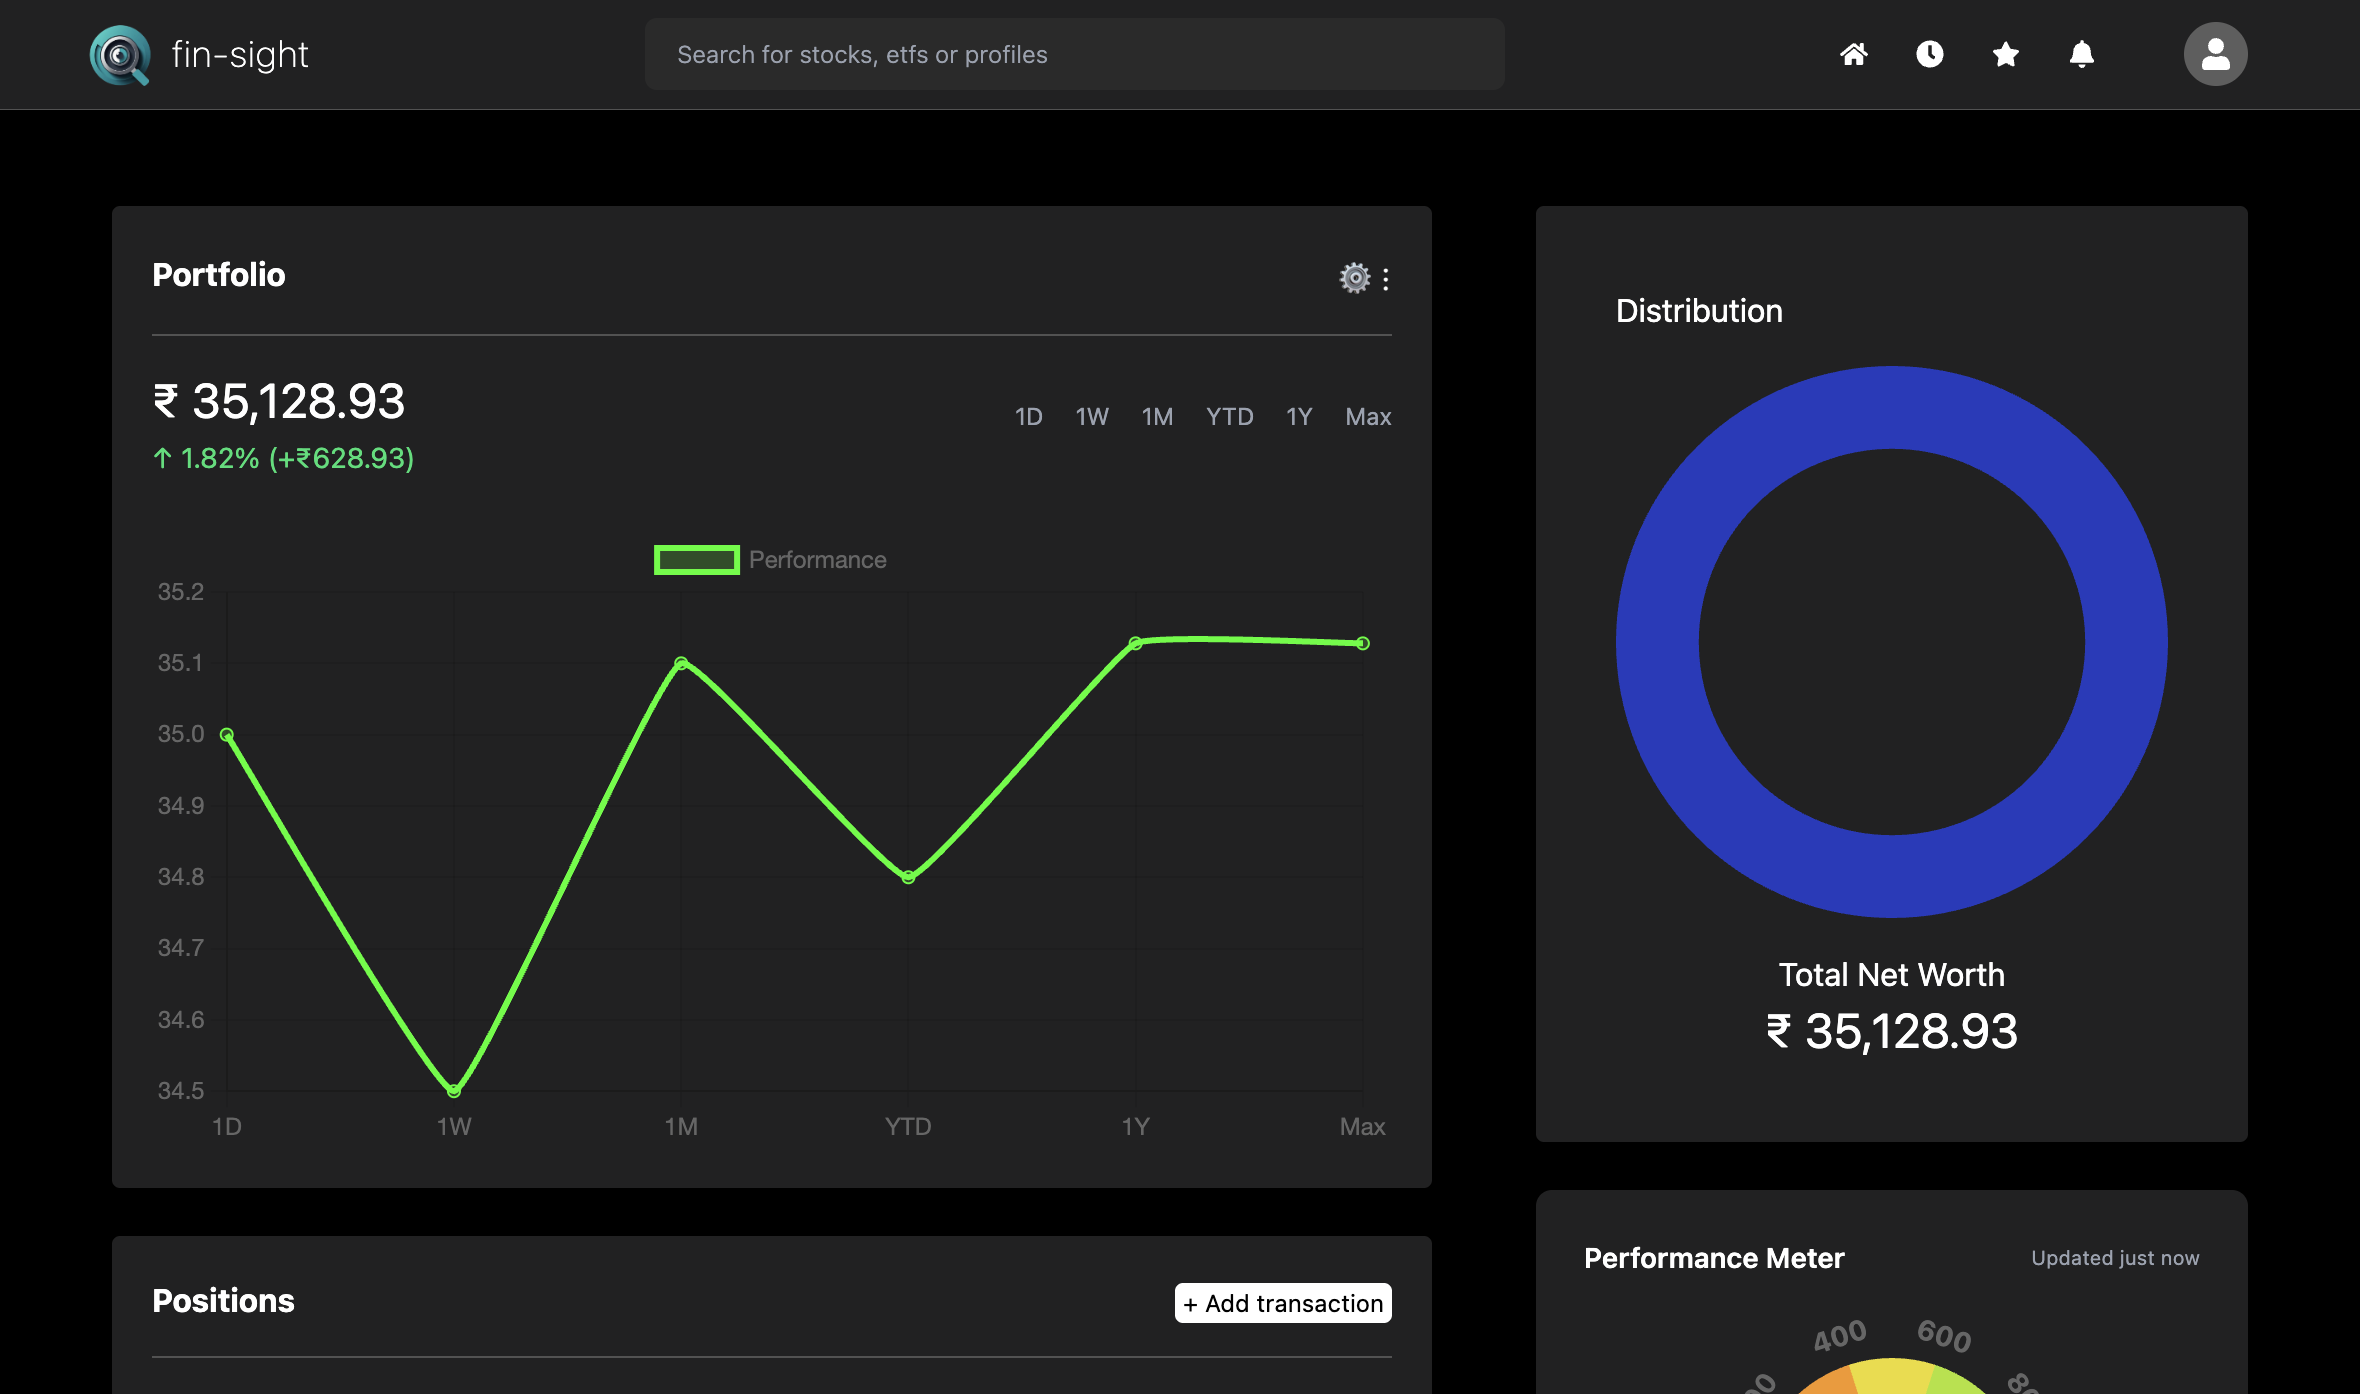 fin-sight
Search for stocks, etfs or profiles
Portfolio
₹ 35,128.93
↑ 1.82% (+₹628.93)
1D 1W 1M YTD 1Y Max
Performance
35.2
35.1
35.0
34.9
34.8
34.7
34.6
34.5
1D 1W 1M YTD 1Y Max
Distribution
Total Net Worth
₹ 35,128.93
Positions
+ Add transaction
Performance Meter
Updated just now
400 600